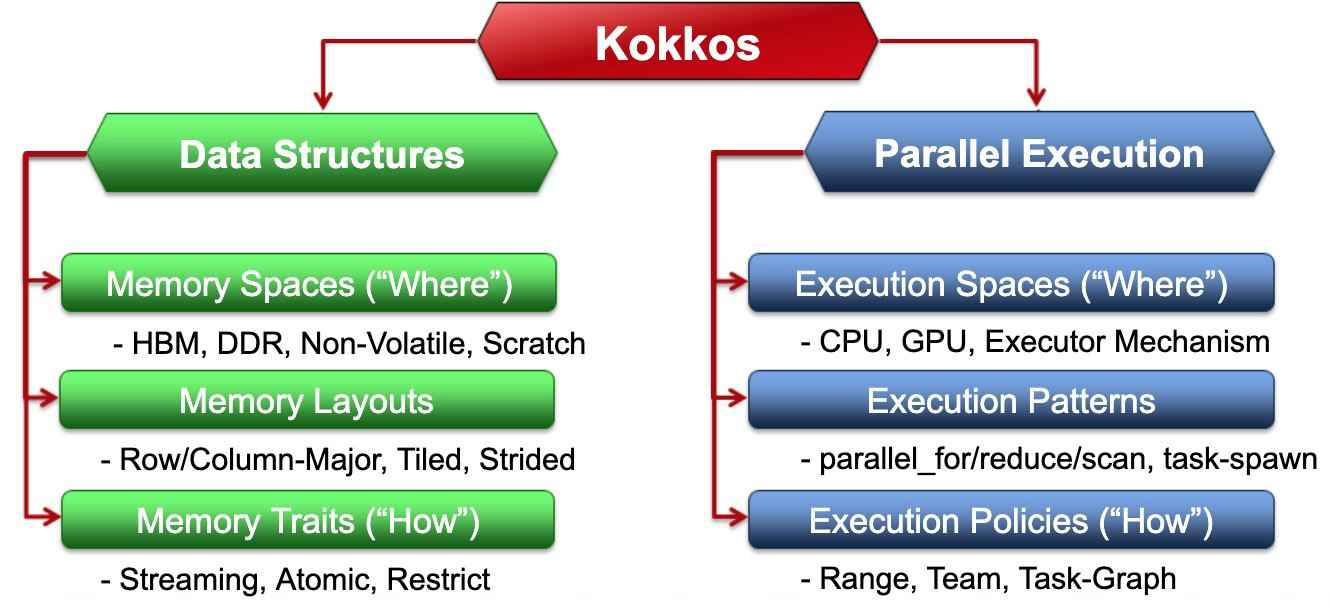 Kokkos
Data Structures
Memory Spaces (“Where”)
- HBM, DDR, Non-Volatile, Scratch
Memory Layouts
- Row/Column-Major, Tiled, Strided
Memory Traits (“How”)
- Streaming, Atomic, Restrict
Parallel Execution
Execution Spaces (“Where”)
- CPU, GPU, Executor Mechanism
Execution Patterns
- parallel_for/reduce/scan, task-spawn
Execution Policies (“How”)
- Range, Team, Task-Graph